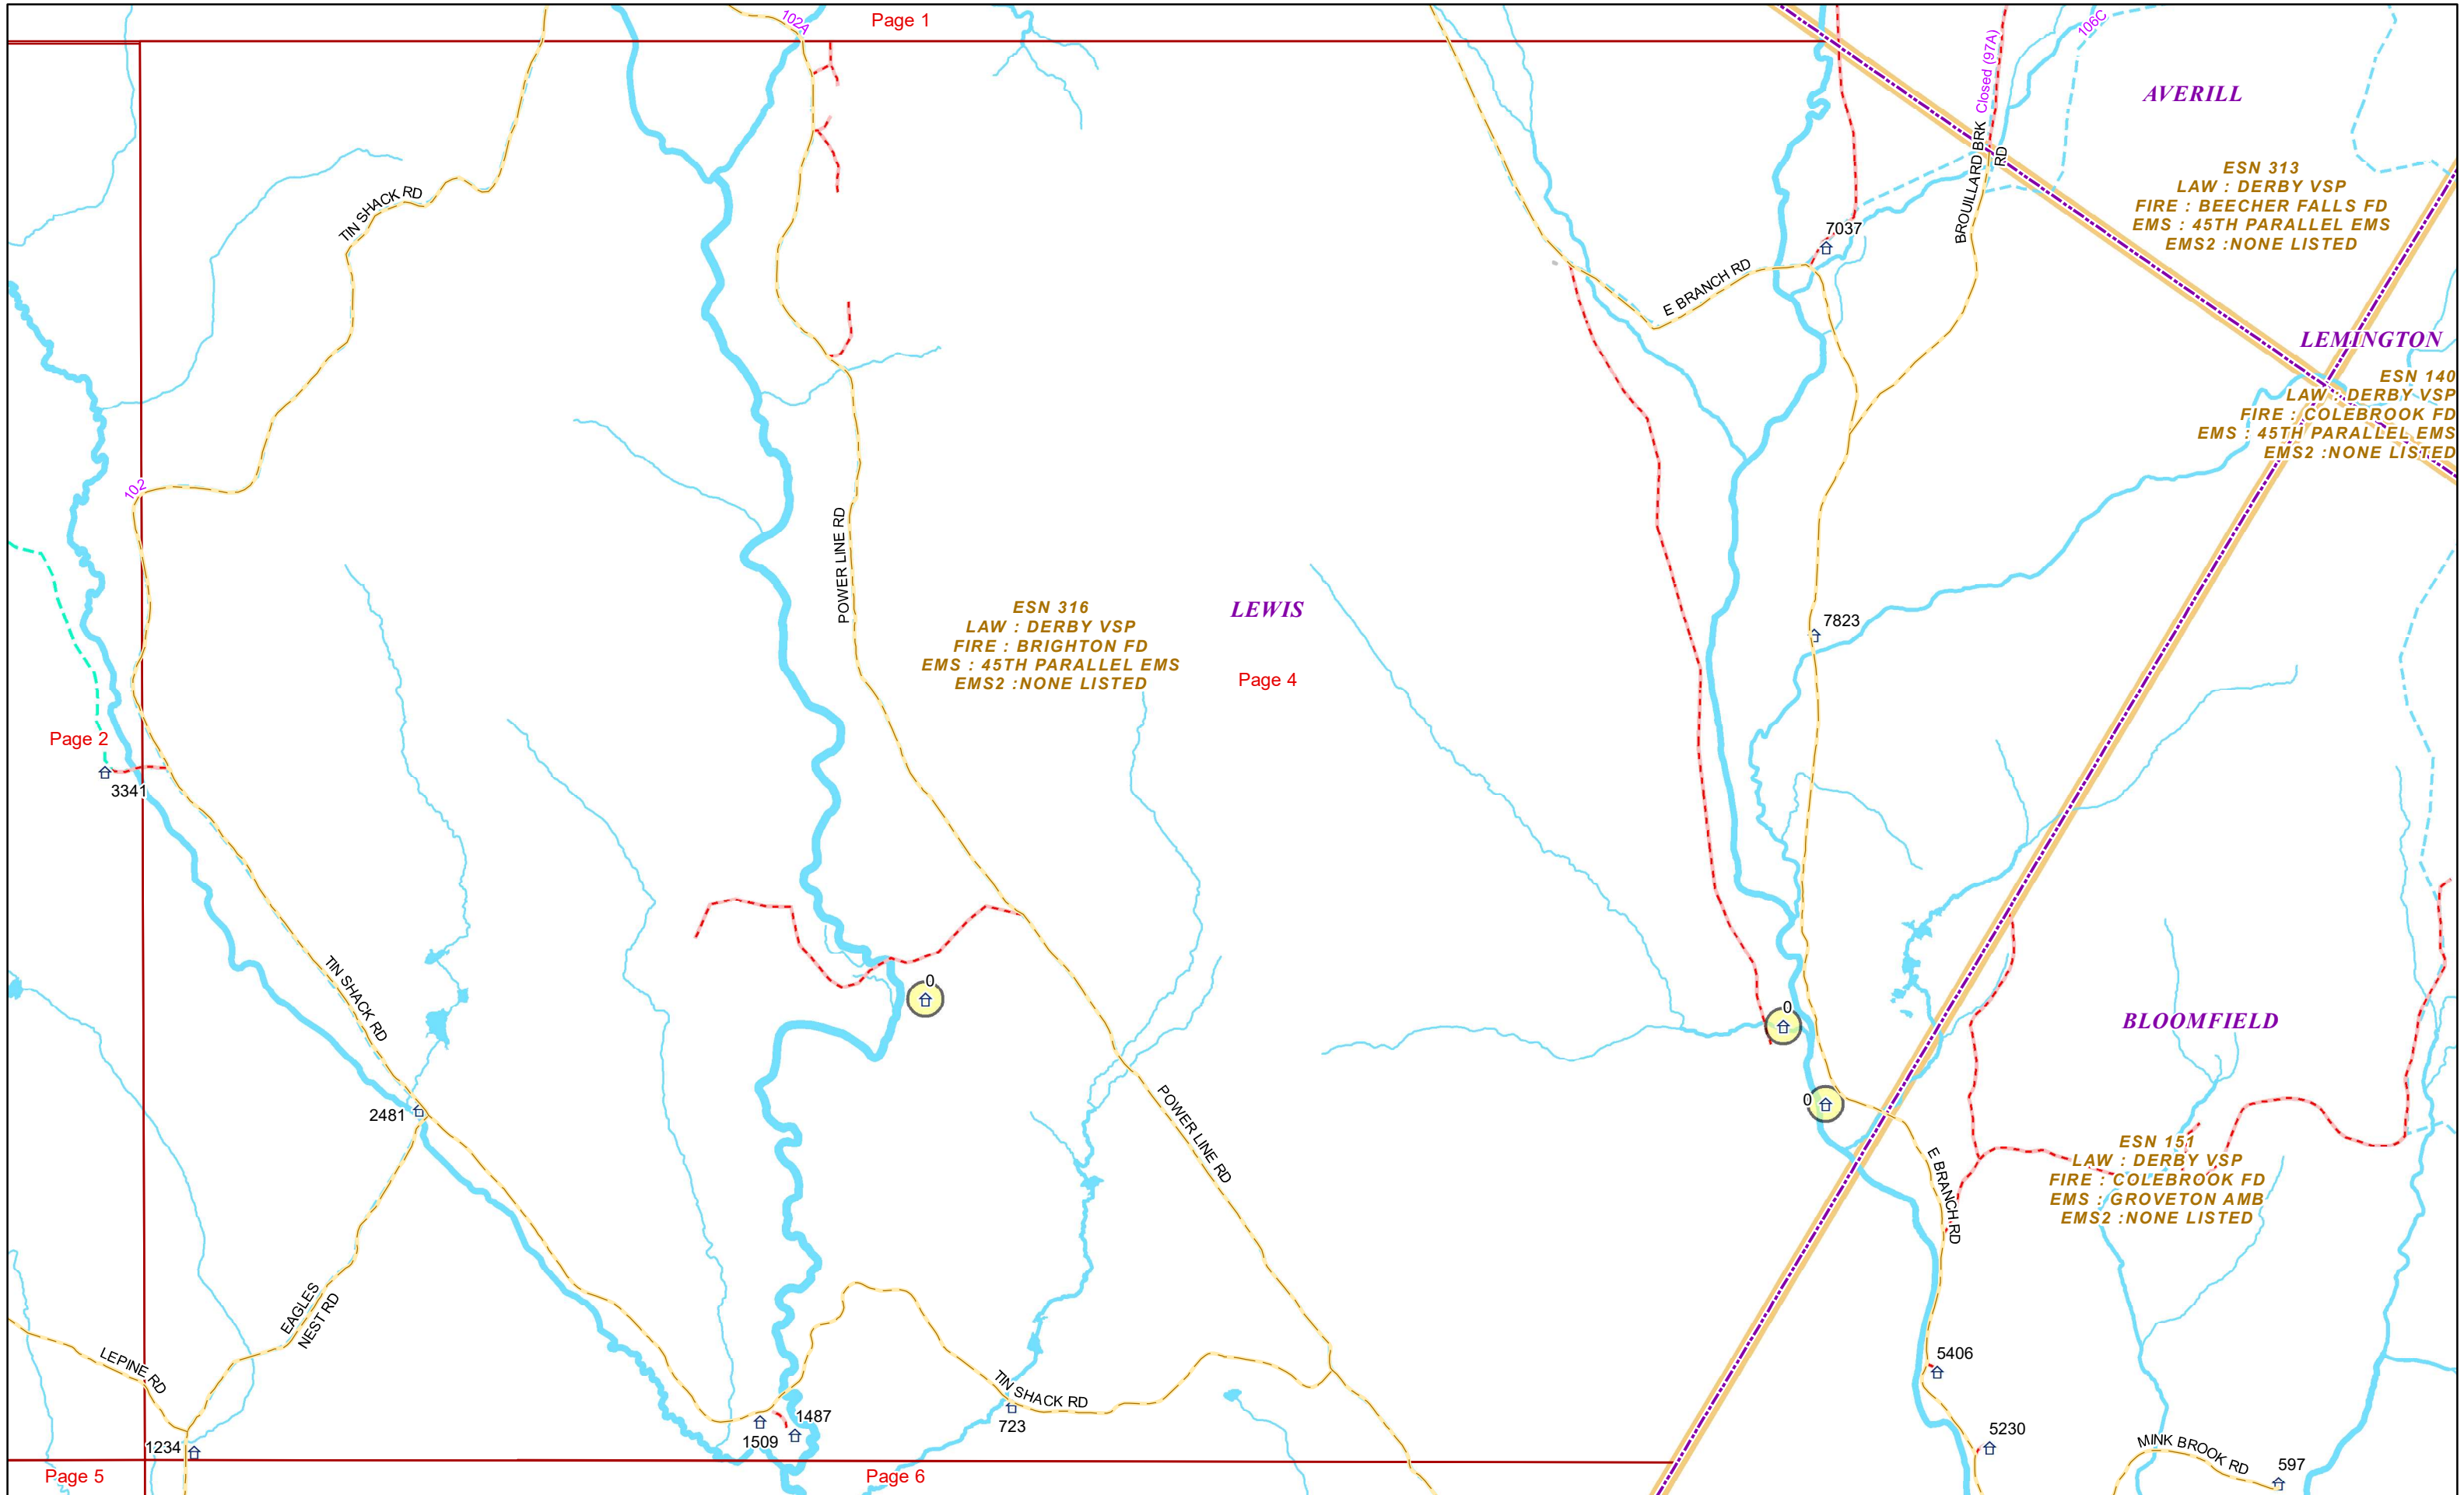 Page 1
102A
106C
Closed (97A)
AVERILL
BROUILLARD BRK
RD
ESN 313
LAW : DERBY VSP
FIRE : BEECHER FALLS FD
EMS : 45TH PARALLEL EMS
EMS2 :NONE LISTED
TIN SHACK RD
7037
E BRANCH RD
LEMINGTON
ESN 140
LAW : DERBY VSP
FIRE : COLEBROOK FD
EMS : 45TH PARALLEL EMS
EMS2 :NONE LISTED
102
POWER LINE RD
ESN 316
LAW : DERBY VSP
FIRE : BRIGHTON FD
EMS : 45TH PARALLEL EMS
EMS2 :NONE LISTED
LEWIS
Page 4
7823
Page 2
3341
TIN SHACK RD
0
0
BLOOMFIELD
0
2481
POWER LINE RD
ESN 151
LAW : DERBY VSP
FIRE : COLEBROOK FD
EMS : GROVETON AMB
EMS2 :NONE LISTED
E BRANCH RD
EAGLES
NEST RD
LEPINE RD
5406
TIN SHACK RD
723
1487
1509
1234
5230
MINK BROOK RD
597
Page 5
Page 6